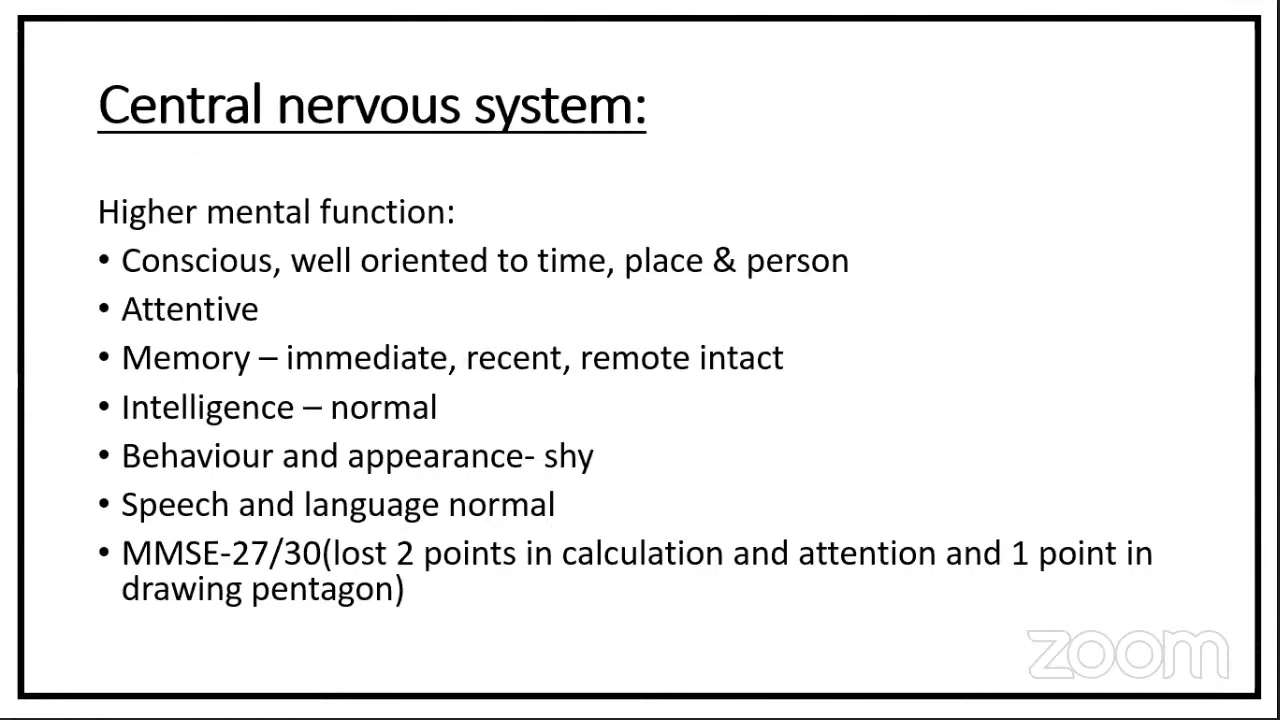 Central nervous system:
Higher mental function:
• Conscious, well oriented to time, place & person
• Attentive
• Memory – immediate, recent, remote intact
• Intelligence – normal
• Behaviour and appearance- shy
• Speech and language normal
• MMSE-27/30(lost 2 points in calculation and attention and 1 point in
drawing pentagon)
zoom